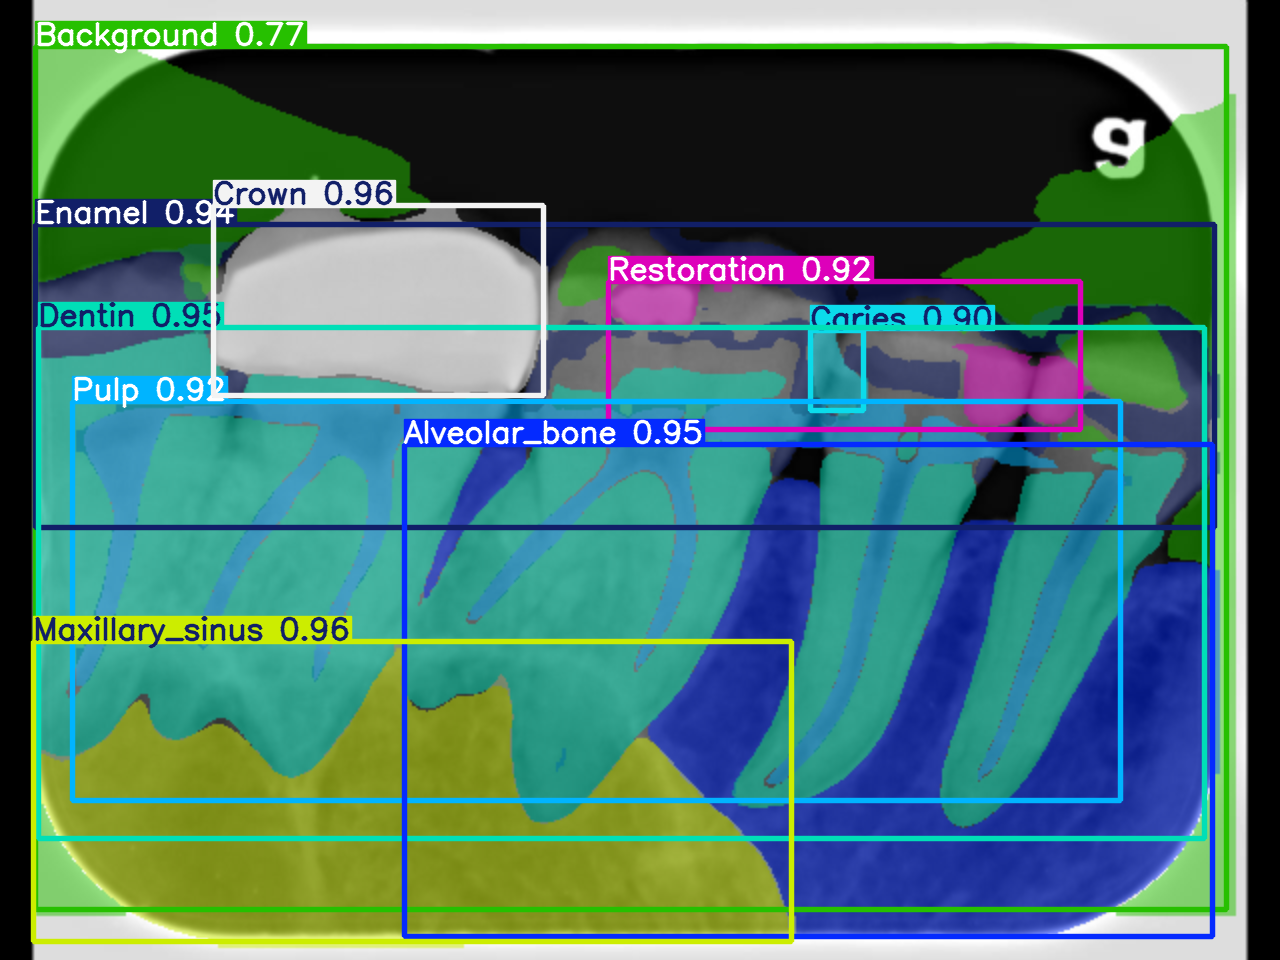 Background 0.77
g
Crown 0.96
Enamel 0.94
Restoration 0.92
Dentin 0.95
Caries 0.90
Pulp 0.92
Alveolar_bone 0.95
Maxillary_sinus 0.96